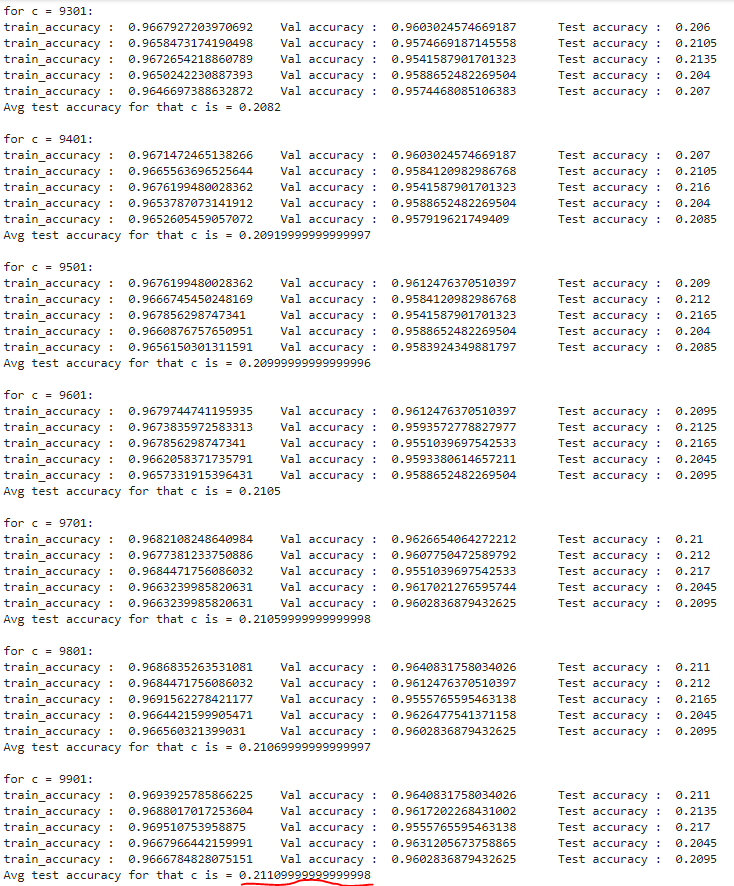 for c = 9301:
train_accuracy :  0.9667927203970692    Val accuracy :  0.9603024574669187      Test accuracy :  0.206
train_accuracy :  0.9658473174190498    Val accuracy :  0.9574669187145558      Test accuracy :  0.2105
train_accuracy :  0.9672654218860789    Val accuracy :  0.9541587901701323      Test accuracy :  0.2135
train_accuracy :  0.9650242230887393    Val accuracy :  0.9588652482269504      Test accuracy :  0.204
train_accuracy :  0.9646697388632872    Val accuracy :  0.9574468085106383      Test accuracy :  0.207
Avg test accuracy for that c is = 0.2082
for c = 9401:
train_accuracy :  0.9671472465138266    Val accuracy :  0.9603024574669187      Test accuracy :  0.207
train_accuracy :  0.9665563696525644    Val accuracy :  0.9584120982986768      Test accuracy :  0.2105
train_accuracy :  0.9676199480028362    Val accuracy :  0.9541587901701323      Test accuracy :  0.216
train_accuracy :  0.9653787073141912    Val accuracy :  0.9588652482269504      Test accuracy :  0.204
train_accuracy :  0.9652605459057072    Val accuracy :  0.957919621749409       Test accuracy :  0.2085
Avg test accuracy for that c is = 0.20919999999999997
for c = 9501:
train_accuracy :  0.9676199480028362    Val accuracy :  0.9612476370510397      Test accuracy :  0.209
train_accuracy :  0.9666745450248169    Val accuracy :  0.9584120982986768      Test accuracy :  0.212
train_accuracy :  0.967856298747341     Val accuracy :  0.9541587901701323      Test accuracy :  0.2165
train_accuracy :  0.9660876757650951    Val accuracy :  0.9588652482269504      Test accuracy :  0.204
train_accuracy :  0.9656150301311591    Val accuracy :  0.9583924349881797      Test accuracy :  0.2085
Avg test accuracy for that c is = 0.20999999999999996
for c = 9601:
train_accuracy :  0.9679744741195935    Val accuracy :  0.9612476370510397      Test accuracy :  0.2095
train_accuracy :  0.9673835972583313    Val accuracy :  0.9593572778827977      Test accuracy :  0.2125
train_accuracy :  0.967856298747341     Val accuracy :  0.9551039697542533      Test accuracy :  0.2165
train_accuracy :  0.9662058371735791    Val accuracy :  0.9593380614657211      Test accuracy :  0.2045
train_accuracy :  0.9657331915396431    Val accuracy :  0.9588652482269504      Test accuracy :  0.2095
Avg test accuracy for that c is = 0.2105
for c = 9701:
train_accuracy :  0.9682108248640984    Val accuracy :  0.9626654064272212      Test accuracy :  0.21
train_accuracy :  0.9677381233750886    Val accuracy :  0.9607750472589792      Test accuracy :  0.212
train_accuracy :  0.9684471756086032    Val accuracy :  0.9551039697542533      Test accuracy :  0.217
train_accuracy :  0.9663239985820631    Val accuracy :  0.9617021276595744      Test accuracy :  0.2045
train_accuracy :  0.9663239985820631    Val accuracy :  0.9602836879432625      Test accuracy :  0.2095
Avg test accuracy for that c is = 0.21059999999999998
for c = 9801:
train_accuracy :  0.9686835263531081    Val accuracy :  0.9640831758034026      Test accuracy :  0.211
train_accuracy :  0.9684471756086032    Val accuracy :  0.9612476370510397      Test accuracy :  0.212
train_accuracy :  0.9691562278421177    Val accuracy :  0.9555765595463138      Test accuracy :  0.2165
train_accuracy :  0.9664421599905471    Val accuracy :  0.9626477541371158      Test accuracy :  0.2045
train_accuracy :  0.966560321399031     Val accuracy :  0.9602836879432625      Test accuracy :  0.2095
Avg test accuracy for that c is = 0.21069999999999997
for c = 9901:
train_accuracy :  0.9693925785866225    Val accuracy :  0.9640831758034026      Test accuracy :  0.211
train_accuracy :  0.9688017017253604    Val accuracy :  0.9617202268431002      Test accuracy :  0.2135
train_accuracy :  0.969510753958875     Val accuracy :  0.9555765595463138      Test accuracy :  0.217
train_accuracy :  0.9667966442159991    Val accuracy :  0.9631205673758865      Test accuracy :  0.2045
train_accuracy :  0.9666784828075151    Val accuracy :  0.9602836879432625      Test accuracy :  0.2095
Avg test accuracy for that c is = 0.21109999999999998